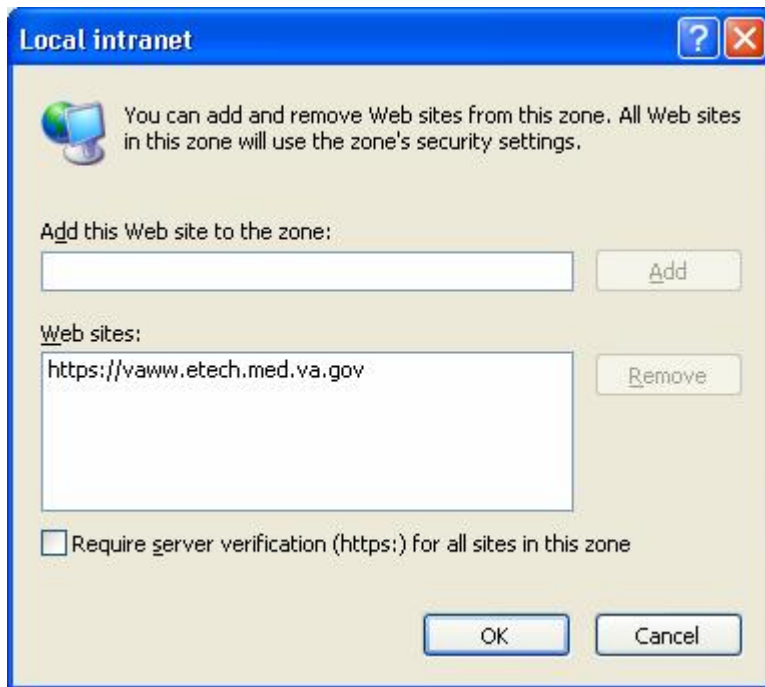 Local intranet
You can add and remove Web sites from this zone. All Web sites
in this zone will use the zone's security settings.
Add this Web site to the zone:
Add
Web sites:
https://vaww.etech.med.va.gov
Remove
Require server verification (https:) for all sites in this zone
OK
Cancel